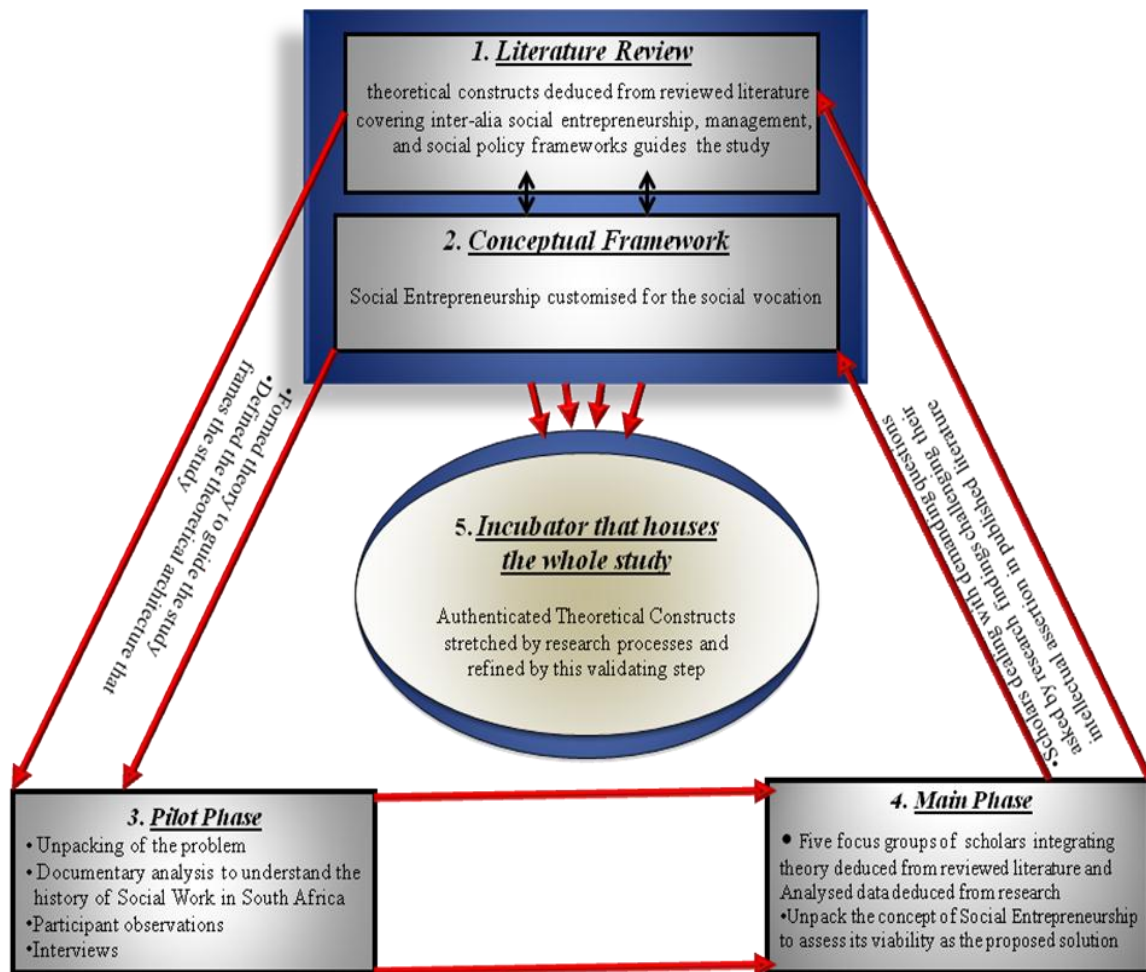 1. Literature Review
theoretical constructs deduced from reviewed literature
covering inter-alia social entrepreneurship, management,
and social policy frameworks guides the study
2. Conceptual Framework
Social Entrepreneurship customised for the social vocation
•Formed theory to guide the study
•Defined the theoretical architecture that
frames the study
•Scholars dealing with demanding questions
asked by research findings challenging their
intellectual assertion in published literature
5. Incubator that houses
the whole study
Authenticated Theoretical Constructs
stretched by research processes and
refined by this validating step
3. Pilot Phase
• Unpacking of the problem
• Documentary analysis to understand the
history of Social Work in South Africa
•Participant observations
•Interviews
4. Main Phase
• Five focus groups of scholars integrating
theory deduced from reviewed literature and
Analysed data deduced from research
•Unpack the concept of Social Entrepreneurship
to assess its viability as the proposed solution